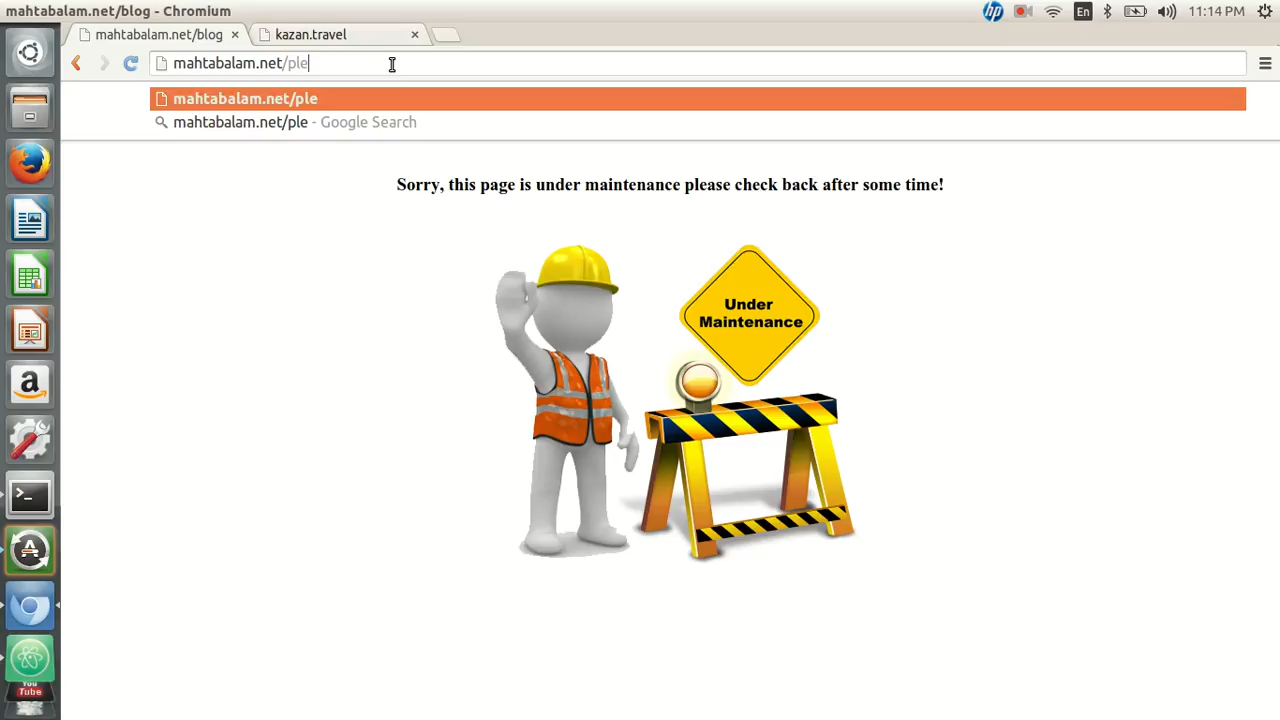 mahtabalam.net/blog - Chromium
hp
En
11:14 PM
mahtabalam.net/blog ×
kazan.travel ×
mahtabalam.net/ple
mahtabalam.net/ple
mahtabalam.net/ple - Google Search
Sorry, this page is under maintenance please check back after some time!
Under
Maintenance
a
>_
A
You
Tube